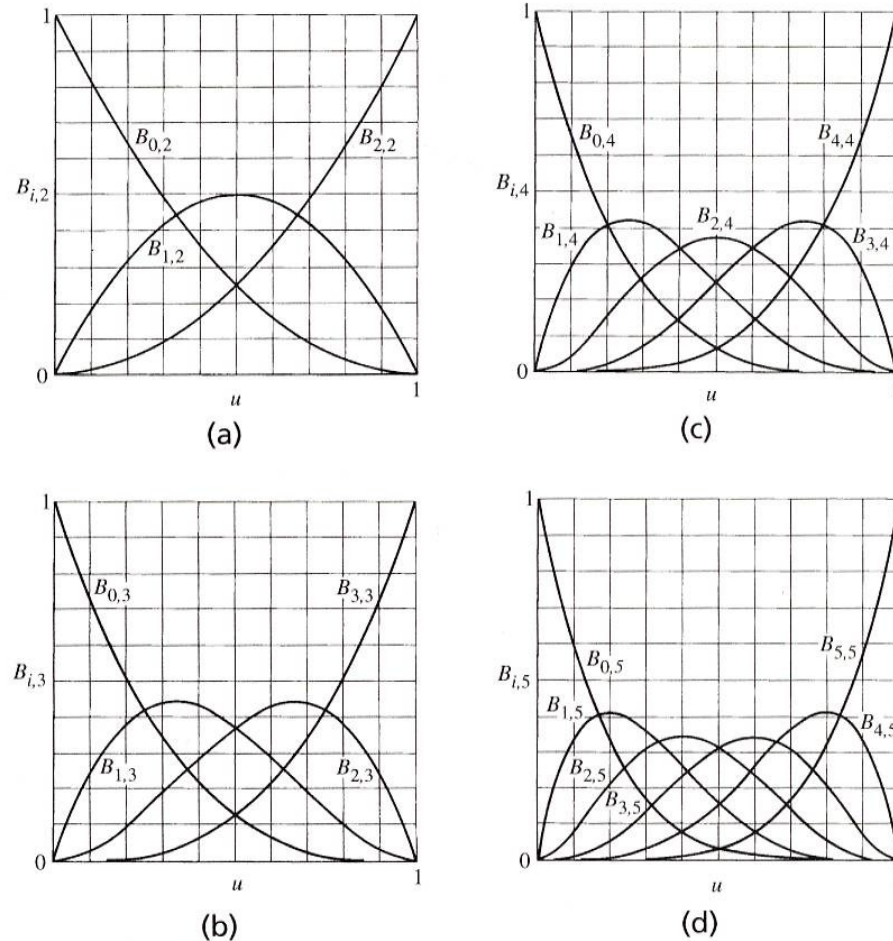 1
B0,2
B2,2
Bi,2
B1,2
0
u
1
(a)
1
B0,4
B4,4
Bi,4
B1,4
B2,4
B3,4
0
u
(c)
1
B0,3
B3,3
Bi,3
B1,3
B2,3
0
u
1
(b)
1
B0,5
B5,5
Bi,5
B1,5
B4,5
B2,5
B3,5
0
u
(d)